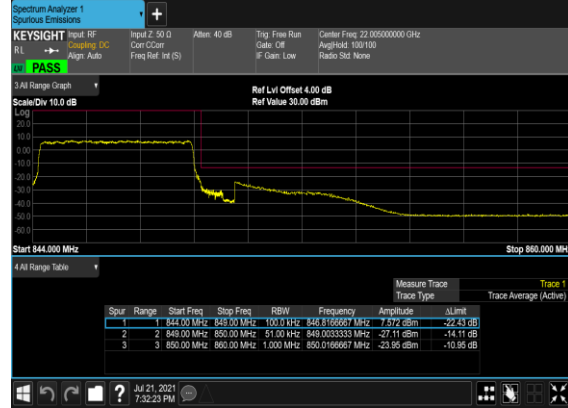 Spectrum Analyzer 1
Spurious Emissions
KEYSIGHT Input: RF Input Z: 50 Ω Atten: 40 dB Trig: Free Run Center Freq: 22.005000000 GHz
Coupling: DC Corr CCorr Gate: Off Avg|Hold: 100/100
RL Align: Auto Freq Ref: Int (S) IF Gain: Low Radio Std: None
PASS
3 All Range Graph
Ref Lvl Offset 4.00 dB
Scale/Div 10.0 dB Ref Value 30.00 dBm
Log
20.0
10.0
0.00
-10.0
-20.0
-30.0
-40.0
-50.0
-60.0
Start 844.000 MHz Stop 860.000 MH
4 All Range Table
Measure Trace Trace 1
Trace Type Trace Average (Active)
Spur Range Start Freq Stop Freq RBW Frequency Amplitude ΔLimit
1 1 844.00 MHz 849.00 MHz 100.0 kHz 846.8166667 MHz 7.572 dBm -22.43 dB
2 2 849.00 MHz 850.00 MHz 51.00 kHz 849.0033333 MHz -27.11 dBm -14.11 dB
3 3 850.00 MHz 860.00 MHz 1.000 MHz 850.0166667 MHz -23.95 dBm -10.95 dB
? Jul 21, 2021
7:32:23 PM